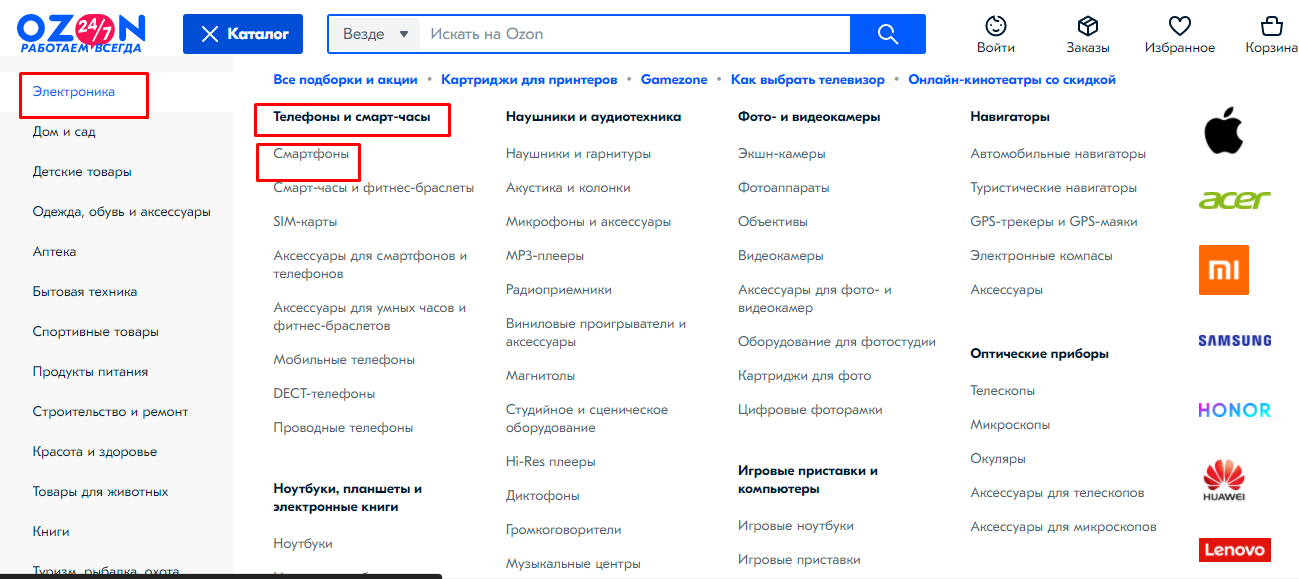 OZON
24/7
РАБОТАЕМ ВСЕГДА
Каталог
Везде
Искать на Ozon
Войти
Заказы
Избранное
Корзина
Электроника
Дом и сад
Детские товары
Одежда, обувь и аксессуары
Аптека
Бытовая техника
Спортивные товары
Продукты питания
Строительство и ремонт
Красота и здоровье
Товары для животных
Книги
Туризм, рыбалка, охота
Все подборки и акции • Картриджи для принтеров • Gamezone • Как выбрать телевизор • Онлайн-кинотеатры со скидкой
Телефоны и смарт-часы
Смартфоны
Смарт-часы и фитнес-браслеты
SIM-карты
Аксессуары для смартфонов и
телефонов
Аксессуары для умных часов и
фитнес-браслетов
Мобильные телефоны
DECT-телефоны
Проводные телефоны
Ноутбуки, планшеты и
электронные книги
Ноутбуки
Наушники и аудиотехника
Наушники и гарнитуры
Акустика и колонки
Микрофоны и аксессуары
MP3-плееры
Радиоприемники
Виниловые проигрыватели и
аксессуары
Магнитолы
Студийное и сценическое
оборудование
Hi-Res плееры
Диктофоны
Громкоговорители
Музыкальные центры
Фото- и видеокамеры
Экшн-камеры
Фотоаппараты
Объективы
Видеокамеры
Аксессуары для фото- и
видеокамер
Оборудование для фотостудии
Картриджи для фото
Цифровые фоторамки
Игровые приставки и
компьютеры
Игровые ноутбуки
Игровые приставки
Навигаторы
Автомобильные навигаторы
Туристические навигаторы
GPS-трекеры и GPS-маяки
Электронные компасы
Аксессуары
Оптические приборы
Телескопы
Микроскопы
Окуляры
Аксессуары для телескопов
Аксессуары для микроскопов
acer
mi
SAMSUNG
HONOR
HUAWEI
Lenovo